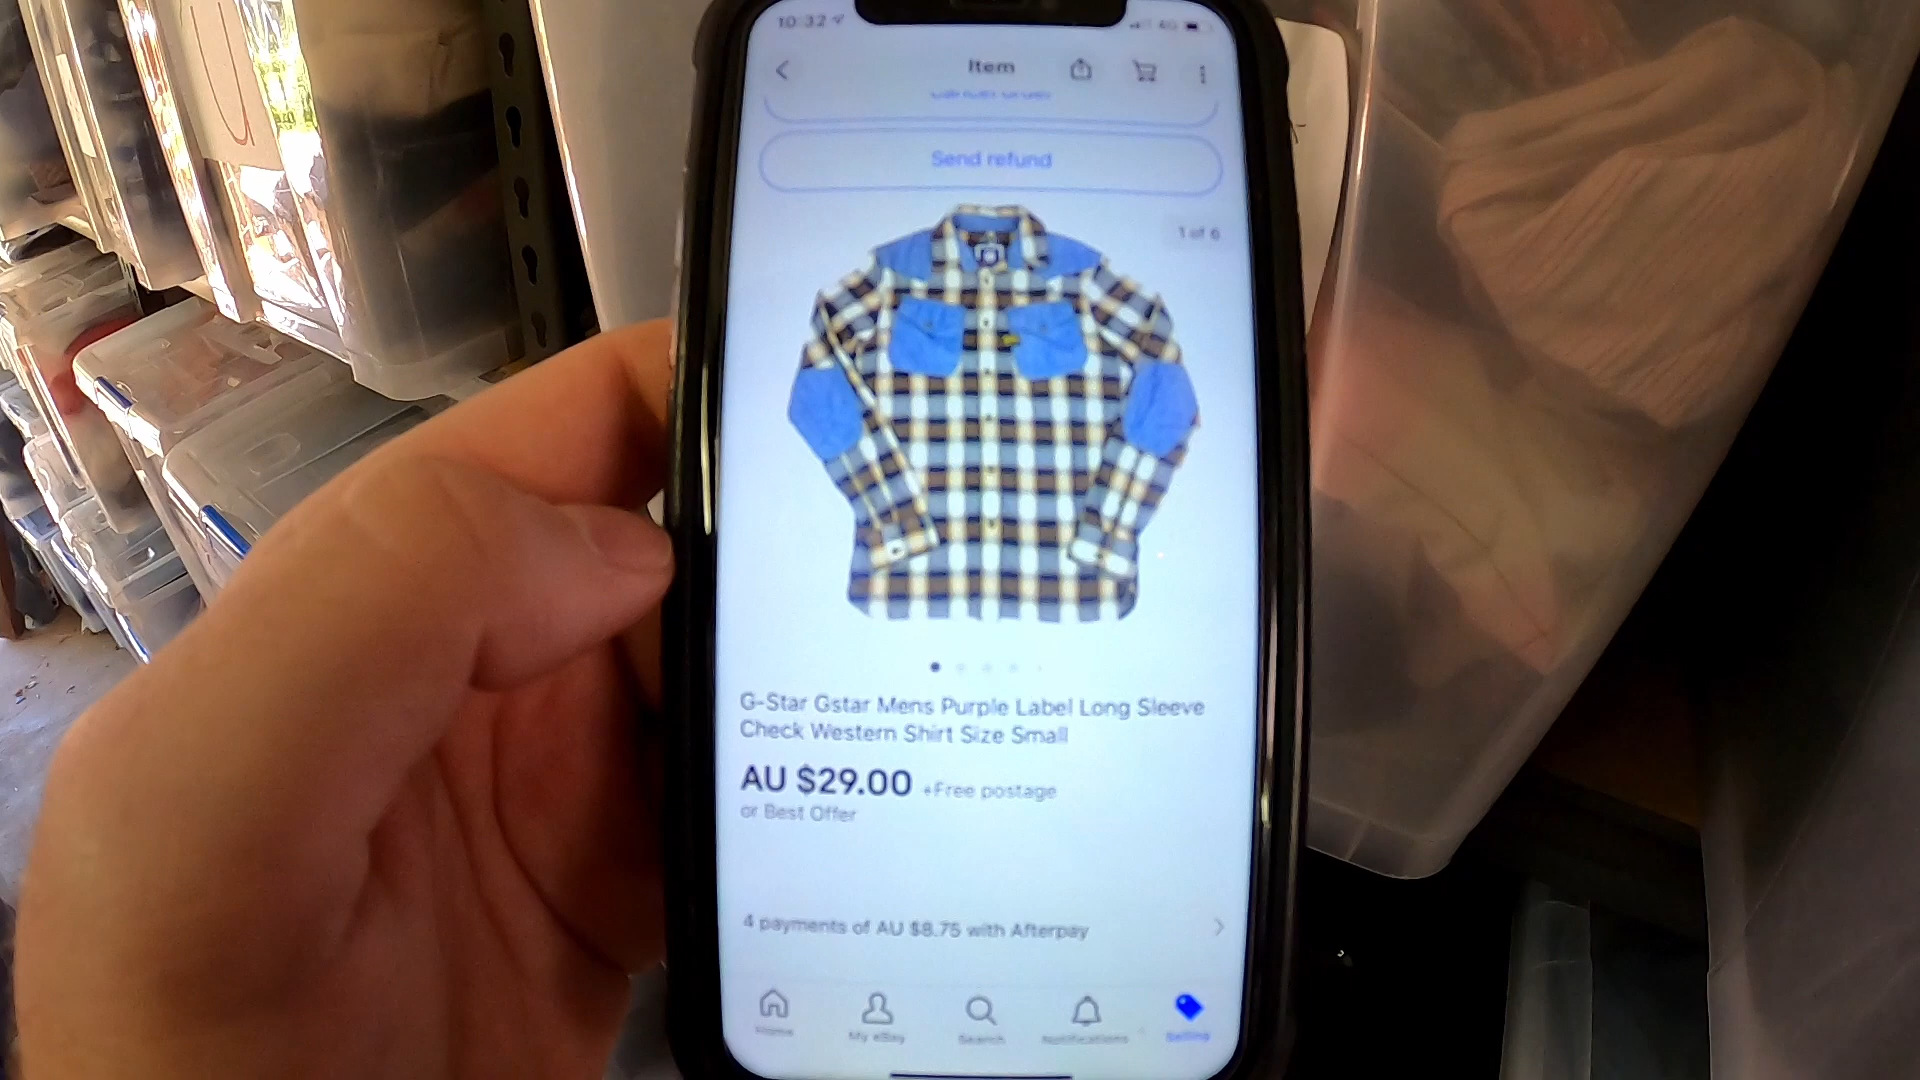 U
10:32
4G
Item
Send refund
1 of 6
G-Star Gstar Mens Purple Label Long Sleeve
Check Western Shirt Size Small
AU $29.00 +Free postage
or Best Offer
4 payments of AU $8.75 with Afterpay
Home
My eBay
Search
Notifications
Selling